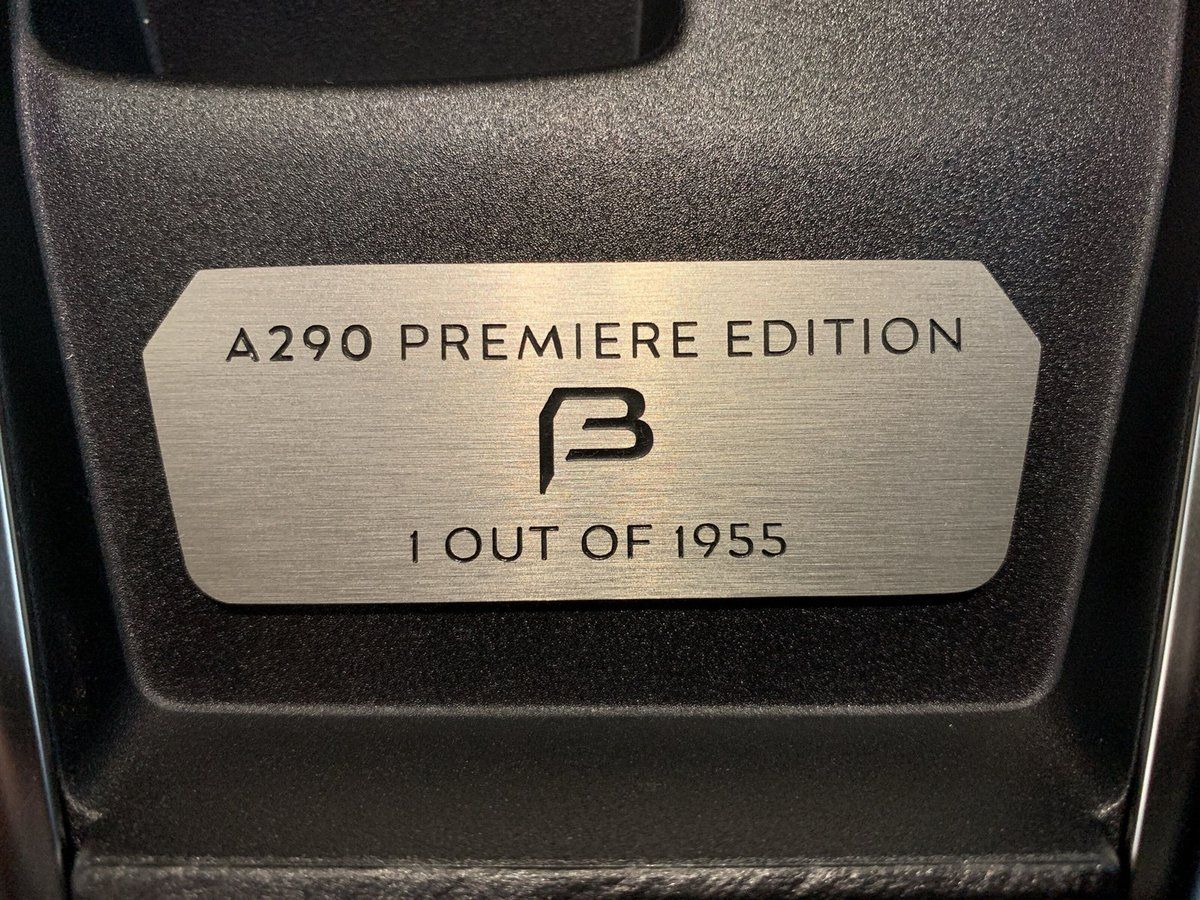 A290 PREMIERE EDITION
β
1 OUT OF 1955